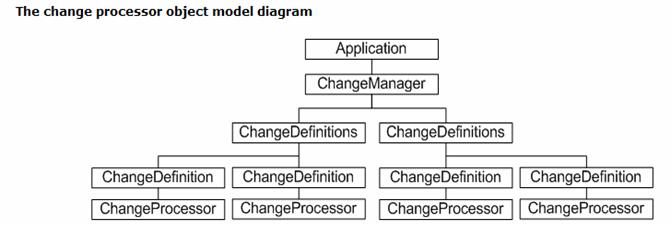 The change processor object model diagram
Application
ChangeManager
ChangeDefinitions ChangeDefinitions
ChangeDefinition ChangeDefinition ChangeDefinition ChangeDefinition
ChangeProcessor ChangeProcessor ChangeProcessor ChangeProcessor